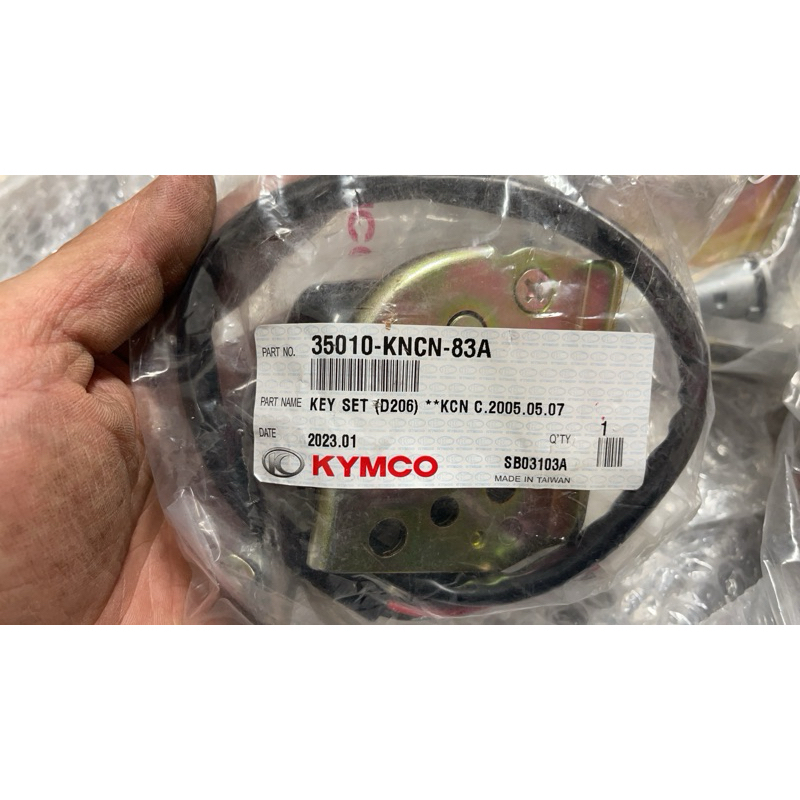 PART NO. 35010-KNCN-83A
PART NAME KEY SET (D206) **KCN C.2005.05.07
DATE 2023.01 Q'TY 1
KYMCO SB03103A
MADE IN TAIWAN